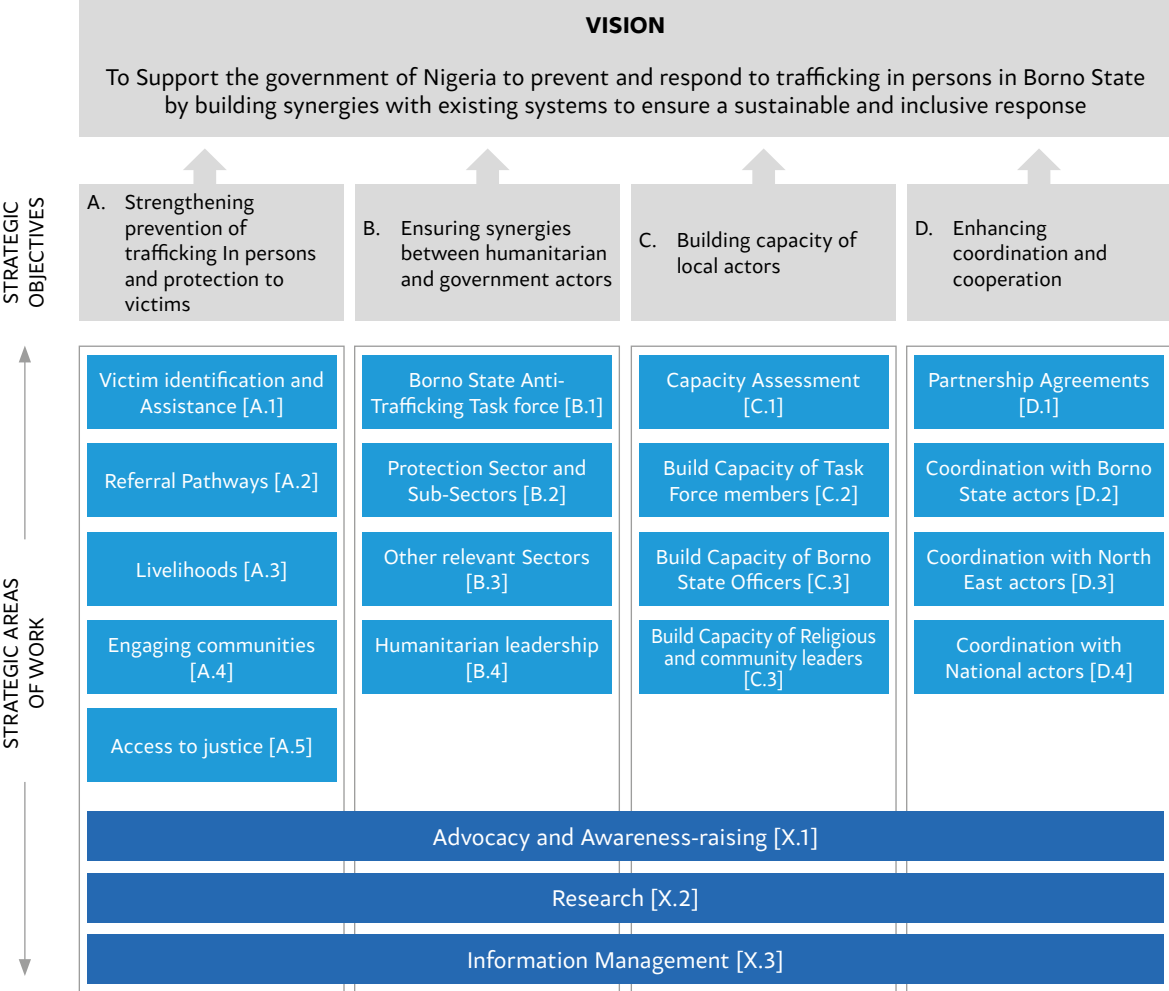 VISION
To Support the government of Nigeria to prevent and respond to trafficking in persons in Borno State
by building synergies with existing systems to ensure a sustainable and inclusive response
STRATEGIC
OBJECTIVES
A. Strengthening
prevention of
trafficking In persons
and protection to
victims
B. Ensuring synergies
between humanitarian
and government actors
C. Building capacity of
local actors
D. Enhancing
coordination and
cooperation
STRATEGIC AREAS
OF WORK
Victim identification and
Assistance [A.1]
Referral Pathways [A.2]
Livelihoods [A.3]
Engaging communities
[A.4]
Access to justice [A.5]
Borno State Anti-
Trafficking Task force [B.1]
Protection Sector and
Sub-Sectors [B.2]
Other relevant Sectors
[B.3]
Humanitarian leadership
[B.4]
Capacity Assessment
[C.1]
Build Capacity of Task
Force members [C.2]
Build Capacity of Borno
State Officers [C.3]
Build Capacity of Religious
and community leaders
[C.3]
Partnership Agreements
[D.1]
Coordination with Borno
State actors [D.2]
Coordination with North
East actors [D.3]
Coordination with
National actors [D.4]
Advocacy and Awareness-raising [X.1]
Research [X.2]
Information Management [X.3]